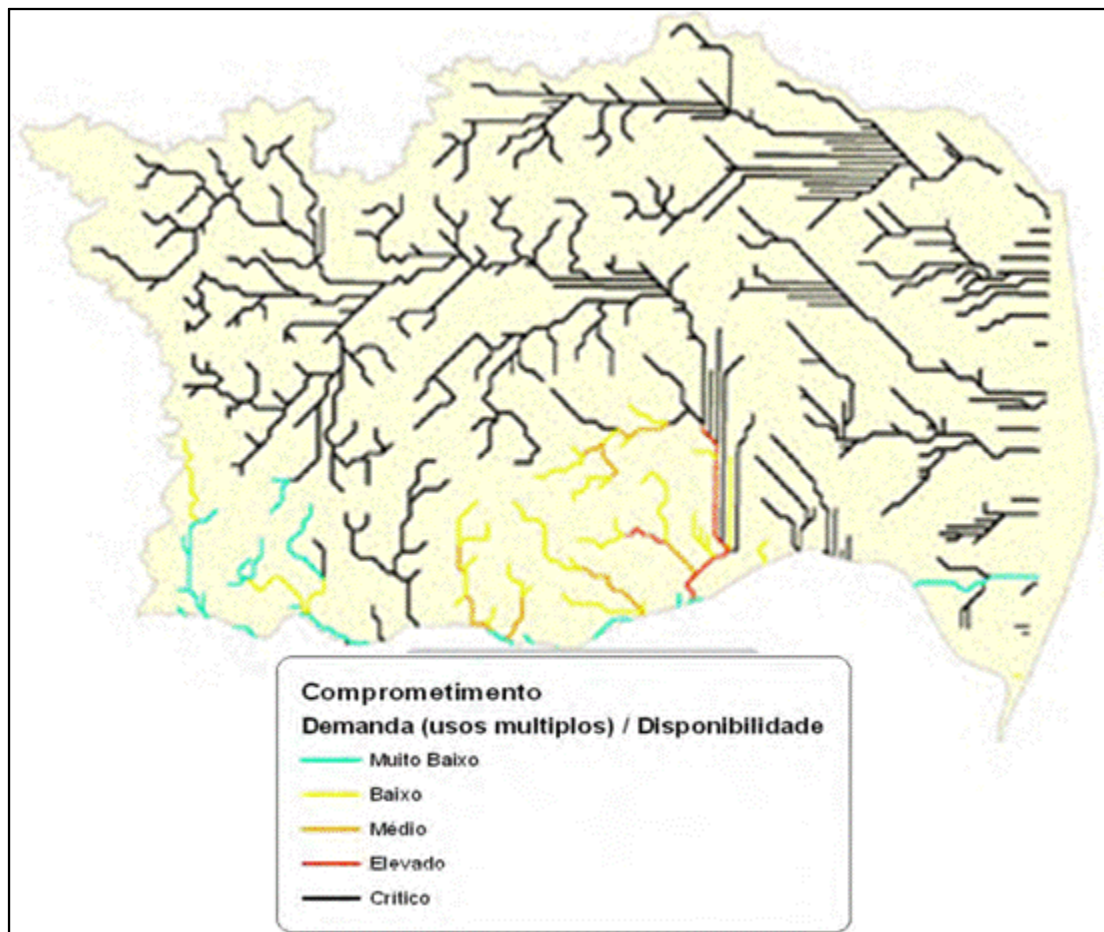 Comprometimento
Demanda (usos multiplos) / Disponibilidade
Muito Baixo
Baixo
Médio
Elevado
Crítico